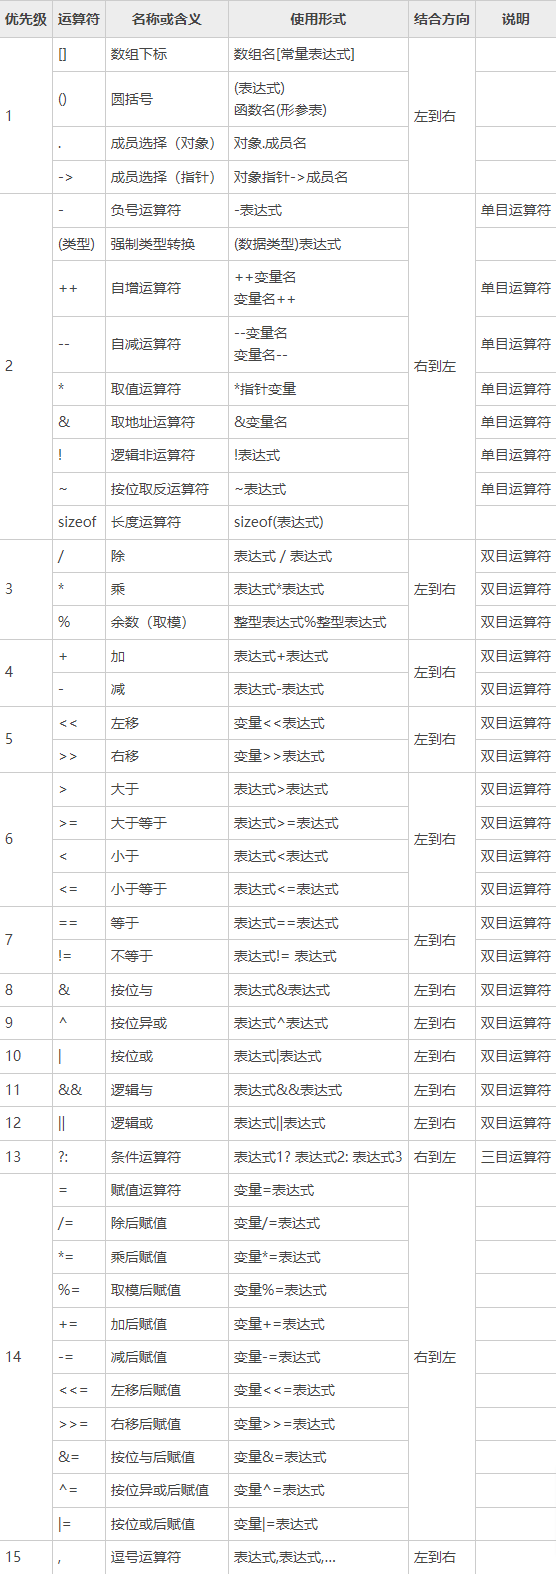 优先级 运算符 名称或含义 使用形式 结合方向 说明
1 [] 数组下标 数组名[常量表达式] 左到右
() 圆括号 (表达式)
函数名(形参表)
. 成员选择（对象） 对象.成员名
-> 成员选择（指针） 对象指针->成员名
2 - 负号运算符 -表达式 右到左 单目运算符
(类型) 强制类型转换 (数据类型)表达式
++ 自增运算符 ++变量名
变量名++ 单目运算符
-- 自减运算符 --变量名
变量名-- 单目运算符
* 取值运算符 *指针变量 单目运算符
& 取地址运算符 &变量名 单目运算符
! 逻辑非运算符 !表达式 单目运算符
~ 按位取反运算符 ~表达式 单目运算符
sizeof 长度运算符 sizeof(表达式)
3 / 除 表达式 / 表达式 左到右 双目运算符
* 乘 表达式*表达式 双目运算符
% 余数（取模） 整型表达式%整型表达式 双目运算符
4 + 加 表达式+表达式 左到右 双目运算符
- 减 表达式-表达式 双目运算符
5 << 左移 变量<<表达式 左到右 双目运算符
>> 右移 变量>>表达式 双目运算符
6 > 大于 表达式>表达式 左到右 双目运算符
>= 大于等于 表达式>=表达式 双目运算符
< 小于 表达式<表达式 双目运算符
<= 小于等于 表达式<=表达式 双目运算符
7 == 等于 表达式==表达式 左到右 双目运算符
!= 不等于 表达式!= 表达式 双目运算符
8 & 按位与 表达式&表达式 左到右 双目运算符
9 ^ 按位异或 表达式^表达式 左到右 双目运算符
10 | 按位或 表达式|表达式 左到右 双目运算符
11 && 逻辑与 表达式&&表达式 左到右 双目运算符
12 || 逻辑或 表达式||表达式 左到右 双目运算符
13 ?: 条件运算符 表达式1? 表达式2: 表达式3 右到左 三目运算符
14 = 赋值运算符 变量=表达式 右到左
/= 除后赋值 变量/=表达式
*= 乘后赋值 变量*=表达式
%= 取模后赋值 变量%=表达式
+= 加后赋值 变量+=表达式
-= 减后赋值 变量-=表达式
<<= 左移后赋值 变量<<=表达式
>>= 右移后赋值 变量>>=表达式
&= 按位与后赋值 变量&=表达式
^= 按位异或后赋值 变量^=表达式
|= 按位或后赋值 变量|=表达式
15 , 逗号运算符 表达式,表达式,... 左到右